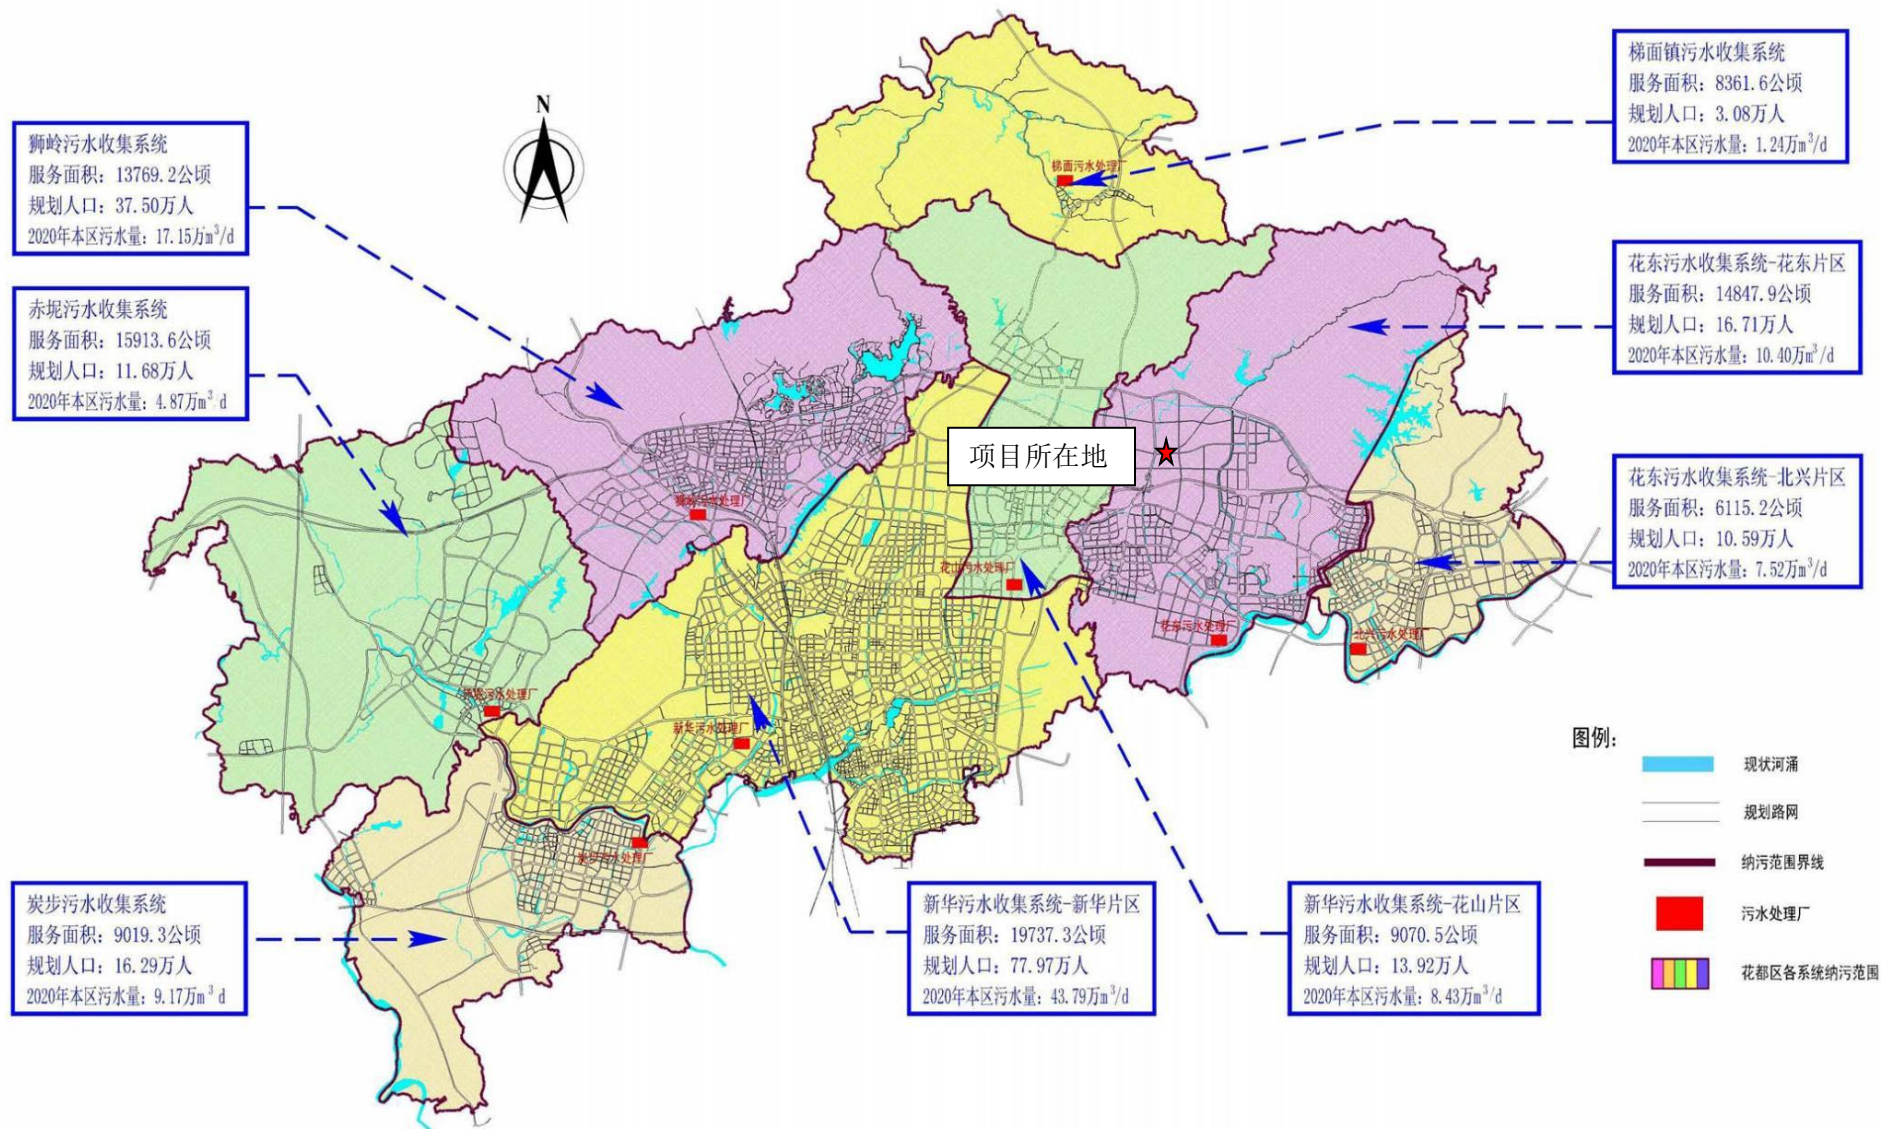 梯面镇污水收集系统
服务面积：8361.6公顷
规划人口：3.08万人
2020年本区污水量：1.24万m³/d
N
狮岭污水收集系统
服务面积：13769.2公顷
规划人口：37.50万人
2020年本区污水量：17.15万m³/d
梯面污水处理厂
花东污水收集系统-花东片区
服务面积：14847.9公顷
规划人口：16.71万人
2020年本区污水量：10.40万m³/d
赤坭污水收集系统
服务面积：15913.6公顷
规划人口：11.68万人
2020年本区污水量：4.87万m³ d
项目所在地
花东污水收集系统-北兴片区
服务面积：6115.2公顷
规划人口：10.59万人
2020年本区污水量：7.52万m³/d
狮岭污水处理厂
花山污水处理厂
花东污水处理厂
北兴污水处理厂
赤坭污水处理厂
新华污水处理厂
炭步污水处理厂
图例：
现状河涌
规划路网
纳污范围界线
污水处理厂
花都区各系统纳污范围
炭步污水收集系统
服务面积：9019.3公顷
规划人口：16.29万人
2020年本区污水量：9.17万m³ d
新华污水收集系统-新华片区
服务面积：19737.3公顷
规划人口：77.97万人
2020年本区污水量：43.79万m³/d
新华污水收集系统-花山片区
服务面积：9070.5公顷
规划人口：13.92万人
2020年本区污水量：8.43万m³/d